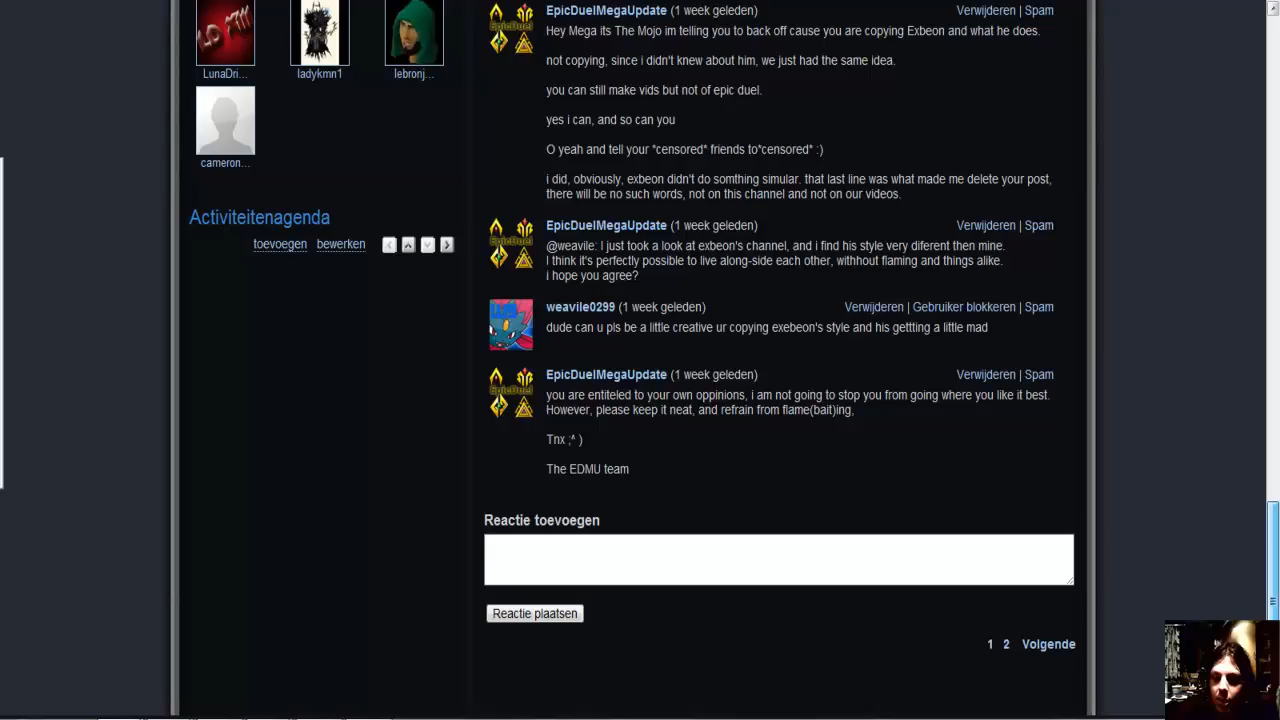 LunaDri...
ladykmn1
lebronj...
cameron...
Activiteitenagenda
toevoegen bewerken
EpicDuelMegaUpdate (1 week geleden) Verwijderen | Spam
Hey Mega its The Mojo im telling you to back off cause you are copying Exbeon and what he does.
not copying, since i didn't knew about him, we just had the same idea.
you can still make vids but not of epic duel.
yes i can, and so can you
O yeah and tell your *censored* friends to*censored* :)
i did, obviously, exbeon didn't do somthing simular, that last line was what made me delete your post,
there will be no such words, not on this channel and not on our videos.
EpicDuelMegaUpdate (1 week geleden) Verwijderen | Spam
@weavile: I just took a look at exbeon's channel, and i find his style very diferent then mine.
I think it's perfectly possible to live along-side each other, withhout flaming and things alike.
i hope you agree?
weavile0299 (1 week geleden) Verwijderen | Gebruiker blokkeren | Spam
dude can u pls be a little creative ur copying exebeon's style and his gettting a little mad
EpicDuelMegaUpdate (1 week geleden) Verwijderen | Spam
you are entiteled to your own oppinions, i am not going to stop you from going where you like it best.
However, please keep it neat, and refrain from flame(bait)ing,
Tnx ;^ )
The EDMU team
Reactie toevoegen
Reactie plaatsen
1 2 Volgende